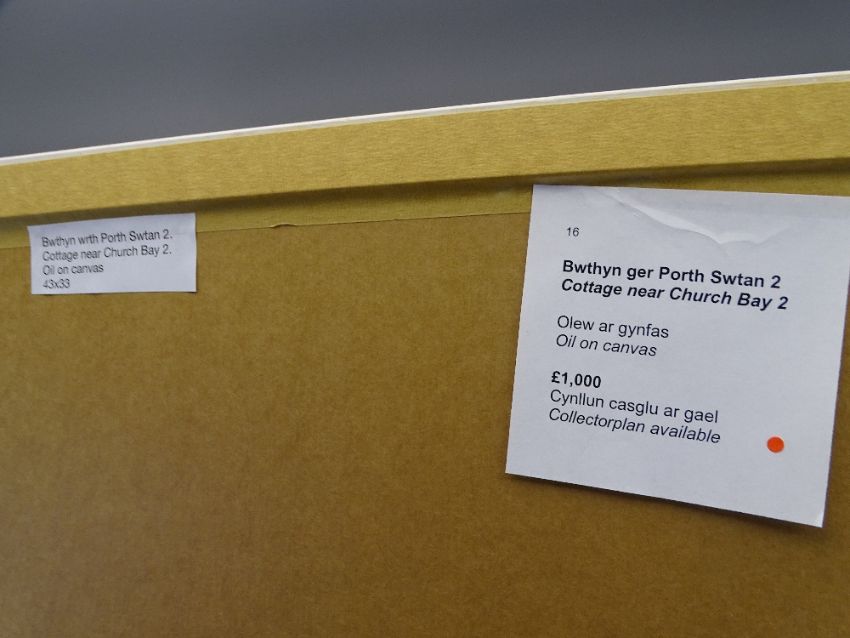 Bwthyn wrth Porth Swtan 2.
Cottage near Church Bay 2.
Oil on canvas
43x33
16
Bwthyn ger Porth Swtan 2
Cottage near Church Bay 2
Olew ar gynfas
Oil on canvas
£1,000
Cynllun casglu ar gael
Collectorplan available